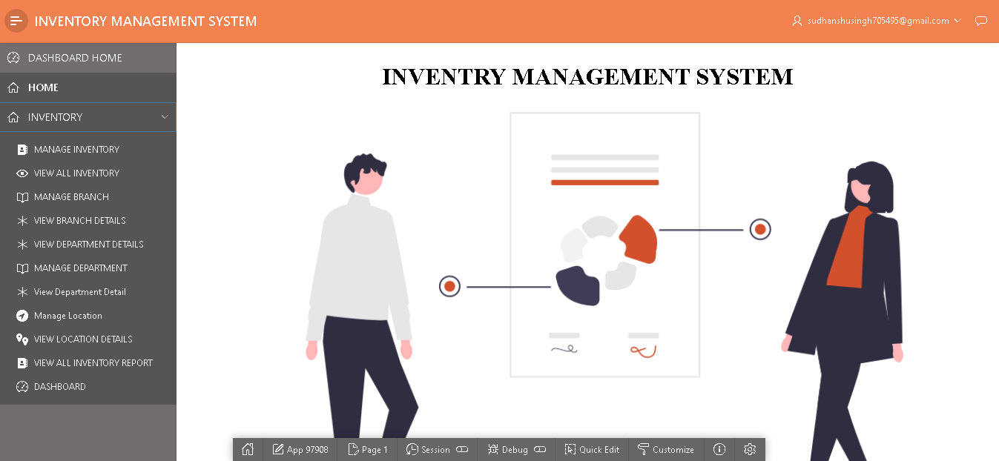 INVENTORY MANAGEMENT SYSTEM
sudhanshusingh705495@gmail.com
DASHBOARD HOME
HOME
INVENTORY
MANAGE INVENTORY
VIEW ALL INVENTORY
MANAGE BRANCH
VIEW BRANCH DETAILS
VIEW DEPARTMENT DETAILS
MANAGE DEPARTMENT
View Department Detail
Manage Location
VIEW LOCATION DETAILS
VIEW ALL INVENTORY REPORT
DASHBOARD
INVENTRY MANAGEMENT SYSTEM
App 97908 Page 1 Session Debug Quick Edit Customize